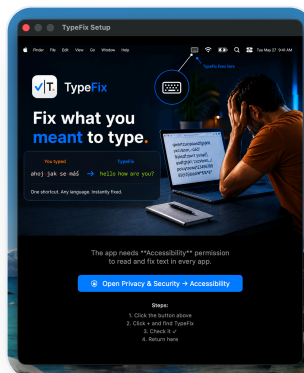 TypeFix Setup
Finder File Edit View Go Window Help
Tue May 27 9:41 AM
TypeFix lives here
TypeFix
Fix what you
meant to type.
You typed
TypeFix
ahoj jak se máš → hello how are you?
One shortcut. Any language. Instantly fixed.
The app needs **Accessibility** permission
to read and fix text in every app.
Open Privacy & Security → Accessibility
Steps:
1. Click the button above
2. Click + and find TypeFix
3. Check it ✓
4. Return here